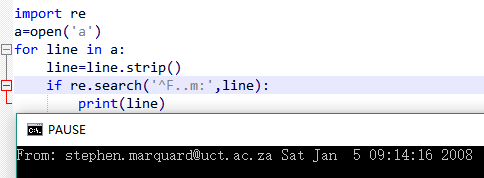 import re
a=open('a')
for line in a:
    line=line.strip()
    if re.search('^F..m:',line):
        print(line)
C:\. PAUSE
From: stephen.marquard@uct.ac.za Sat Jan  5 09:14:16 2008